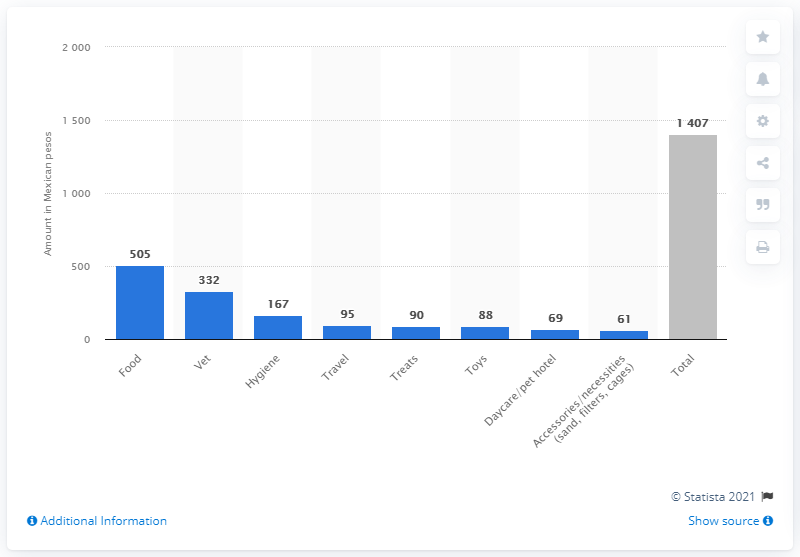 2 000
1 500
1 000
500
0
Amount in Mexican pesos
505
332
167
95
90
88
69
61
1 407
Food
Vet
Hygiene
Travel
Treats
Toys
Daycare/pet hotel
Accessories/necessities
(sand, filters, cages)
Total
© Statista 2021
Additional Information
Show source